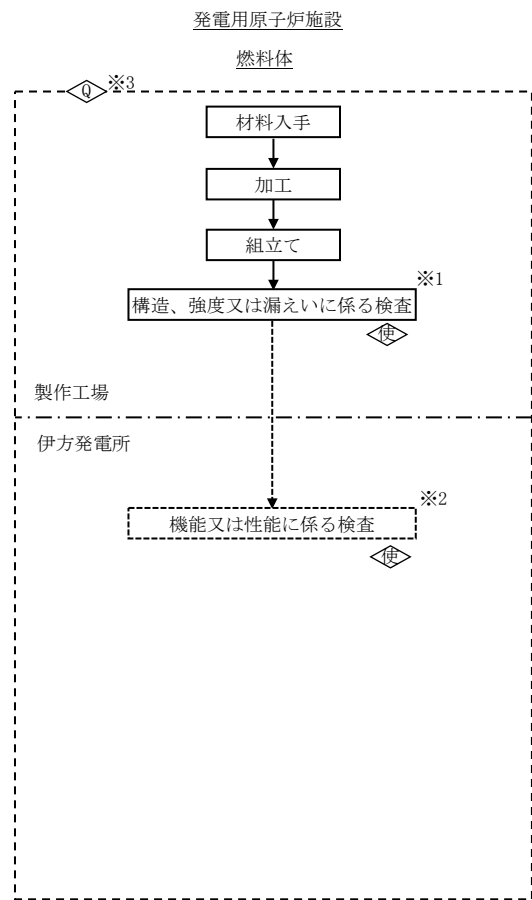 発電用原子炉施設
燃料体
Q ※3
材料入手
加工
組立て
※1
構造、強度又は漏えいに係る検査
使
製作工場
伊方発電所
※2
機能又は性能に係る検査
使